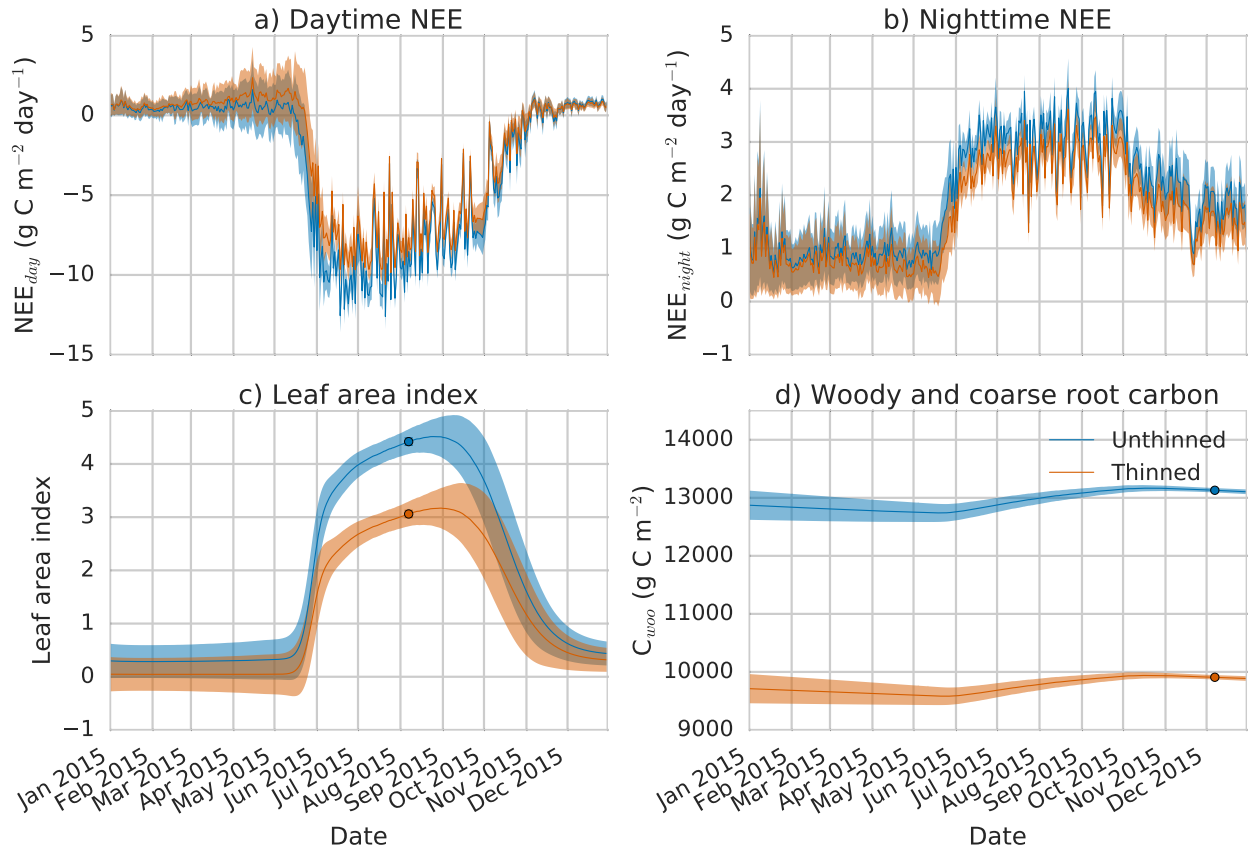 a) Daytime NEE
5
0
−5
−10
−15
NEE_day (g C m⁻² day⁻¹)
b) Nighttime NEE
5
4
3
2
1
0
−1
NEE_night (g C m⁻² day⁻¹)
c) Leaf area index
5
4
3
2
1
0
−1
Leaf area index
Jan 2015
Feb 2015
Mar 2015
Apr 2015
May 2015
Jun 2015
Jul 2015
Aug 2015
Sep 2015
Oct 2015
Nov 2015
Dec 2015
Date
d) Woody and coarse root carbon
14000
13000
12000
11000
10000
9000
C_woo (g C m⁻²)
Unthinned
Thinned
Jan 2015
Feb 2015
Mar 2015
Apr 2015
May 2015
Jun 2015
Jul 2015
Aug 2015
Sep 2015
Oct 2015
Nov 2015
Dec 2015
Date